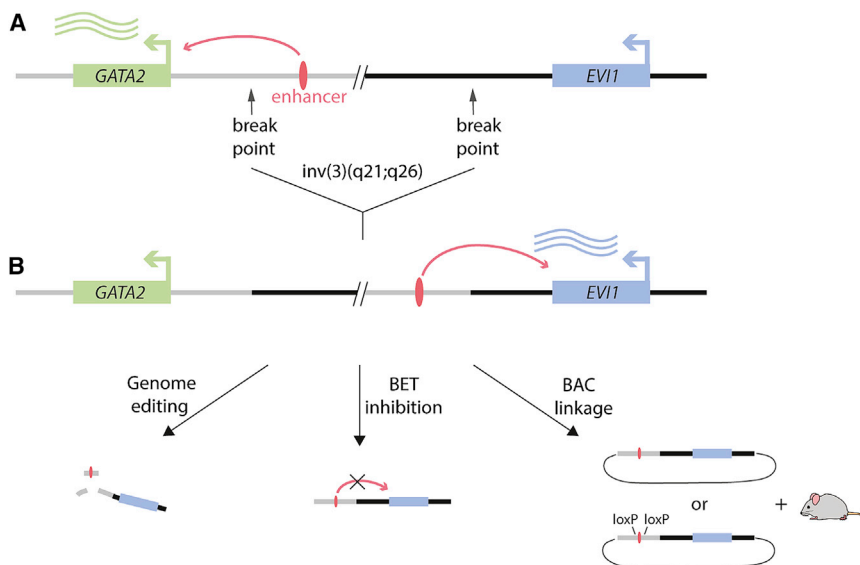 A
GATA2
enhancer
EVI1
break
point
break
point
inv(3)(q21;q26)
B
GATA2
EVI1
Genome
editing
BET
inhibition
BAC
linkage
or
+
loxP loxP